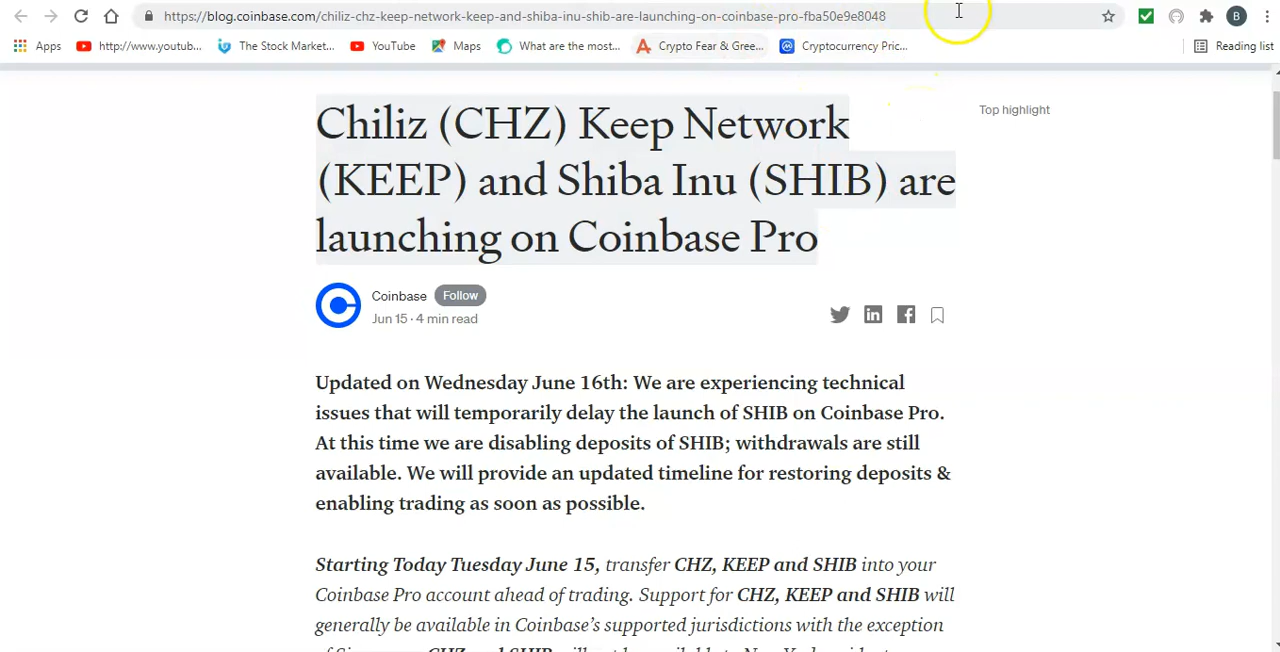 https://blog.coinbase.com/chiliz-chz-keep-network-keep-and-shiba-inu-shib-are-launching-on-coinbase-pro-fba50e9e8048
B
Apps http://www.youtub... The Stock Market... YouTube Maps What are the most... Crypto Fear & Gree... Cryptocurrency Pric... Reading list
Chiliz (CHZ) Keep Network
(KEEP) and Shiba Inu (SHIB) are
launching on Coinbase Pro
Top highlight
Coinbase Follow
Jun 15 · 4 min read
Updated on Wednesday June 16th: We are experiencing technical
issues that will temporarily delay the launch of SHIB on Coinbase Pro.
At this time we are disabling deposits of SHIB; withdrawals are still
available. We will provide an updated timeline for restoring deposits &
enabling trading as soon as possible.
Starting Today Tuesday June 15, transfer CHZ, KEEP and SHIB into your
Coinbase Pro account ahead of trading. Support for CHZ, KEEP and SHIB will
generally be available in Coinbase's supported jurisdictions with the exception